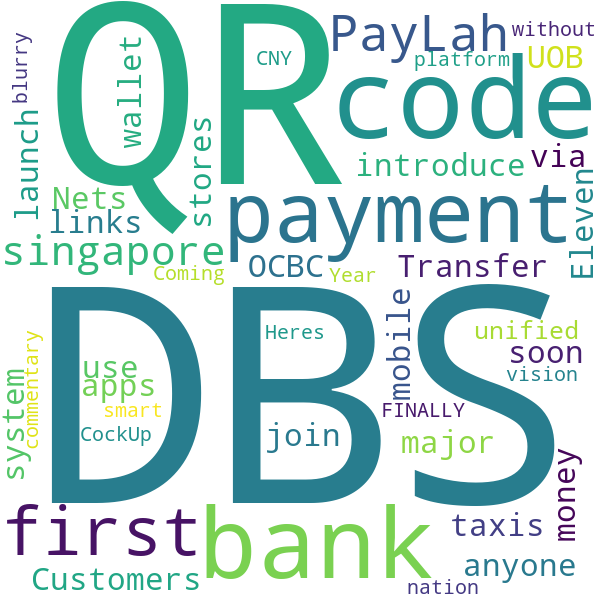 QR
PayLah
without
blurry
wallet
CNY
platform
UOB
code
launch
stores
introduce
via
Nets
links
payment
Eleven
singapore
OCBC
Transfer
Coming
Year
DBS
mobile
Heres
unified
soon
system
commentary
use
apps
vision
smart
FINALLY
CockUp
join
major
money
first
bank
taxis
anyone
Customers
nation